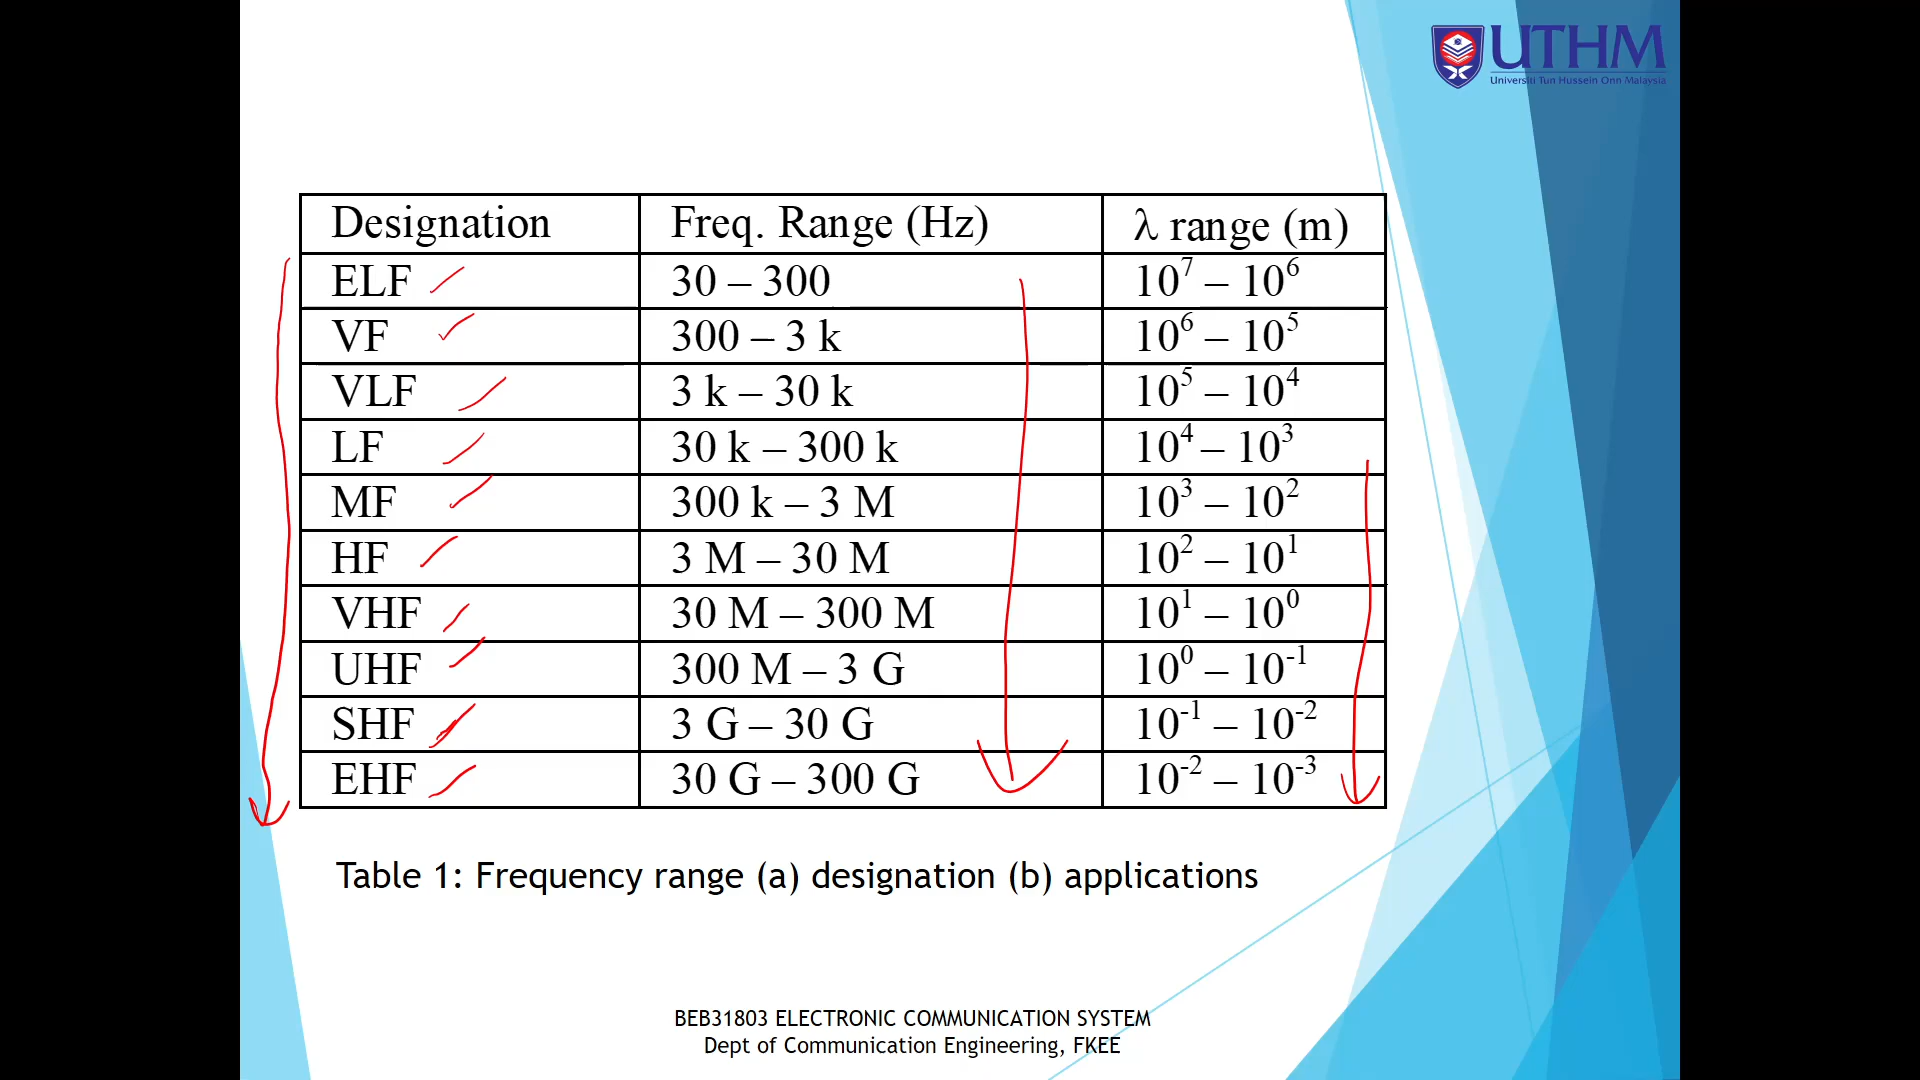 UTHM
Universiti Tun Hussein Onn Malaysia
Designation Freq. Range (Hz) λ range (m)
ELF 30 – 300 10⁷ – 10⁶
VF 300 – 3 k 10⁶ – 10⁵
VLF 3 k – 30 k 10⁵ – 10⁴
LF 30 k – 300 k 10⁴ – 10³
MF 300 k – 3 M 10³ – 10²
HF 3 M – 30 M 10² – 10¹
VHF 30 M – 300 M 10¹ – 10⁰
UHF 300 M – 3 G 10⁰ – 10⁻¹
SHF 3 G – 30 G 10⁻¹ – 10⁻²
EHF 30 G – 300 G 10⁻² – 10⁻³
Table 1: Frequency range (a) designation (b) applications
BEB31803 ELECTRONIC COMMUNICATION SYSTEM
Dept of Communication Engineering, FKEE